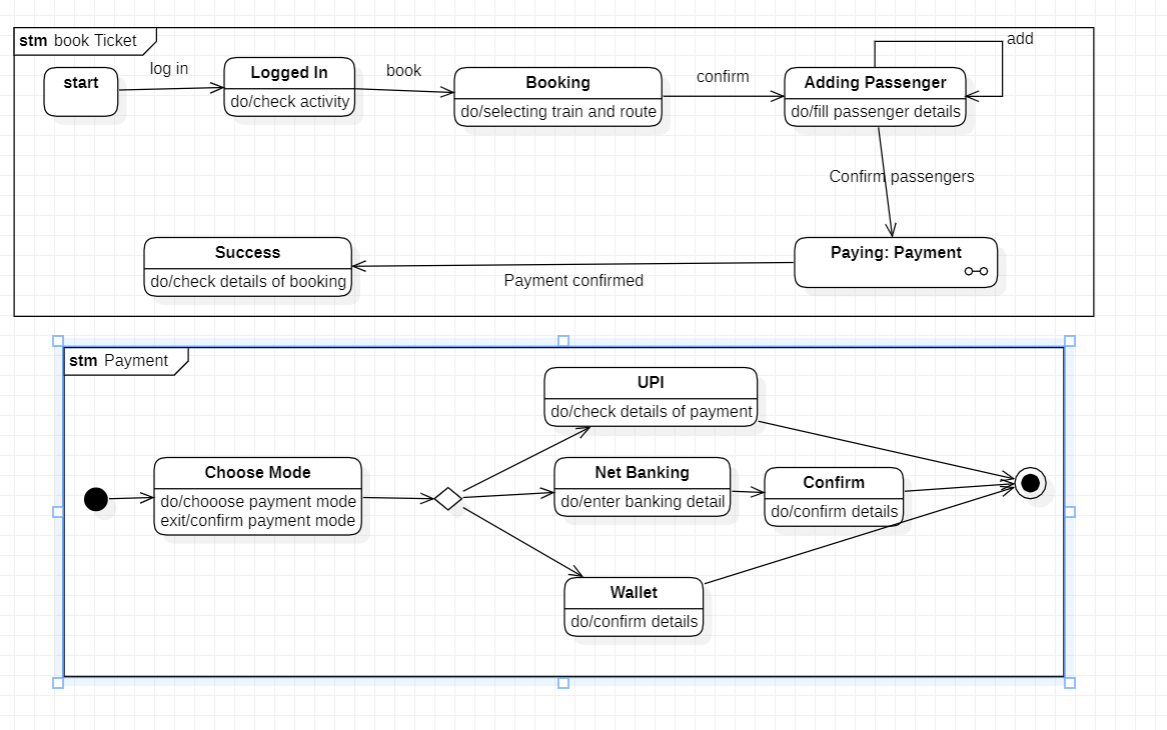 stm book Ticket
add
start
log in
Logged In
do/check activity
book
Booking
do/selecting train and route
confirm
Adding Passenger
do/fill passenger details
Confirm passengers
Success
do/check details of booking
Payment confirmed
Paying: Payment
stm Payment
UPI
do/check details of payment
Choose Mode
do/chooose payment mode
exit/confirm payment mode
Net Banking
do/enter banking detail
Confirm
do/confirm details
Wallet
do/confirm details